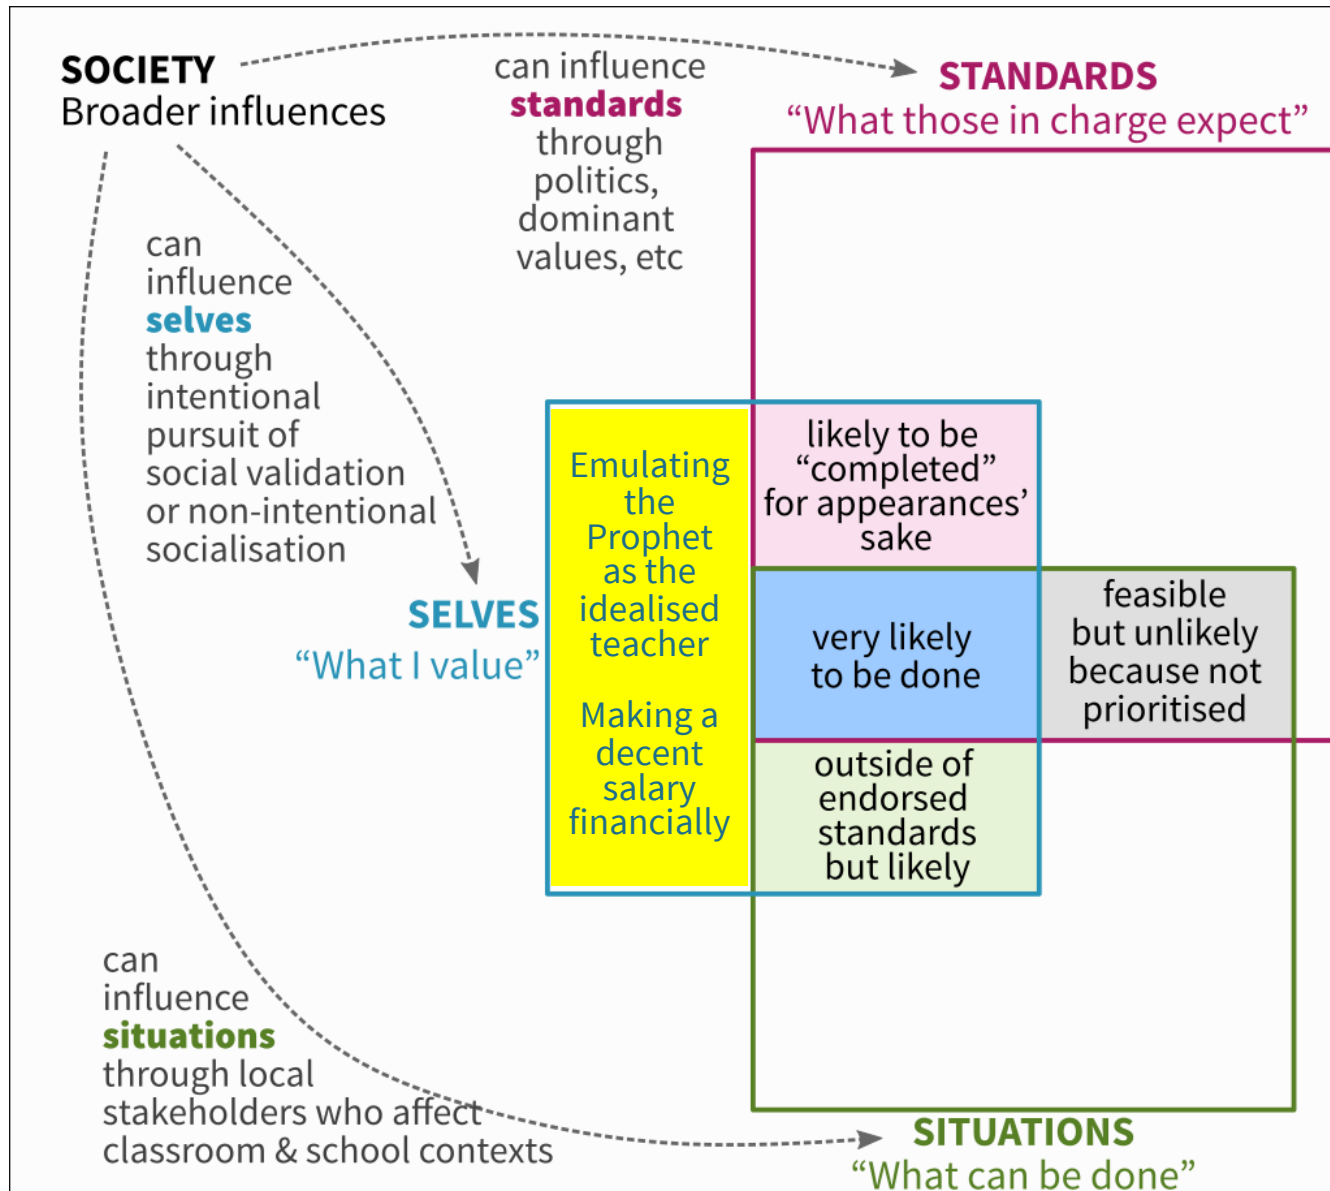 SOCIETY
Broader influences
can influence
standards
through
politics,
dominant
values, etc
STANDARDS
“What those in charge expect”
can
influence
selves
through
intentional
pursuit of
social validation
or non-intentional
socialisation
SELVES
“What I value”
Emulating
the
Prophet
as the
idealised
teacher
Making a
decent
salary
financially
likely to be
“completed”
for appearances’
sake
very likely
to be done
feasible
but unlikely
because not
prioritised
outside of
endorsed
standards
but likely
can
influence
situations
through local
stakeholders who affect
classroom & school contexts
SITUATIONS
“What can be done”